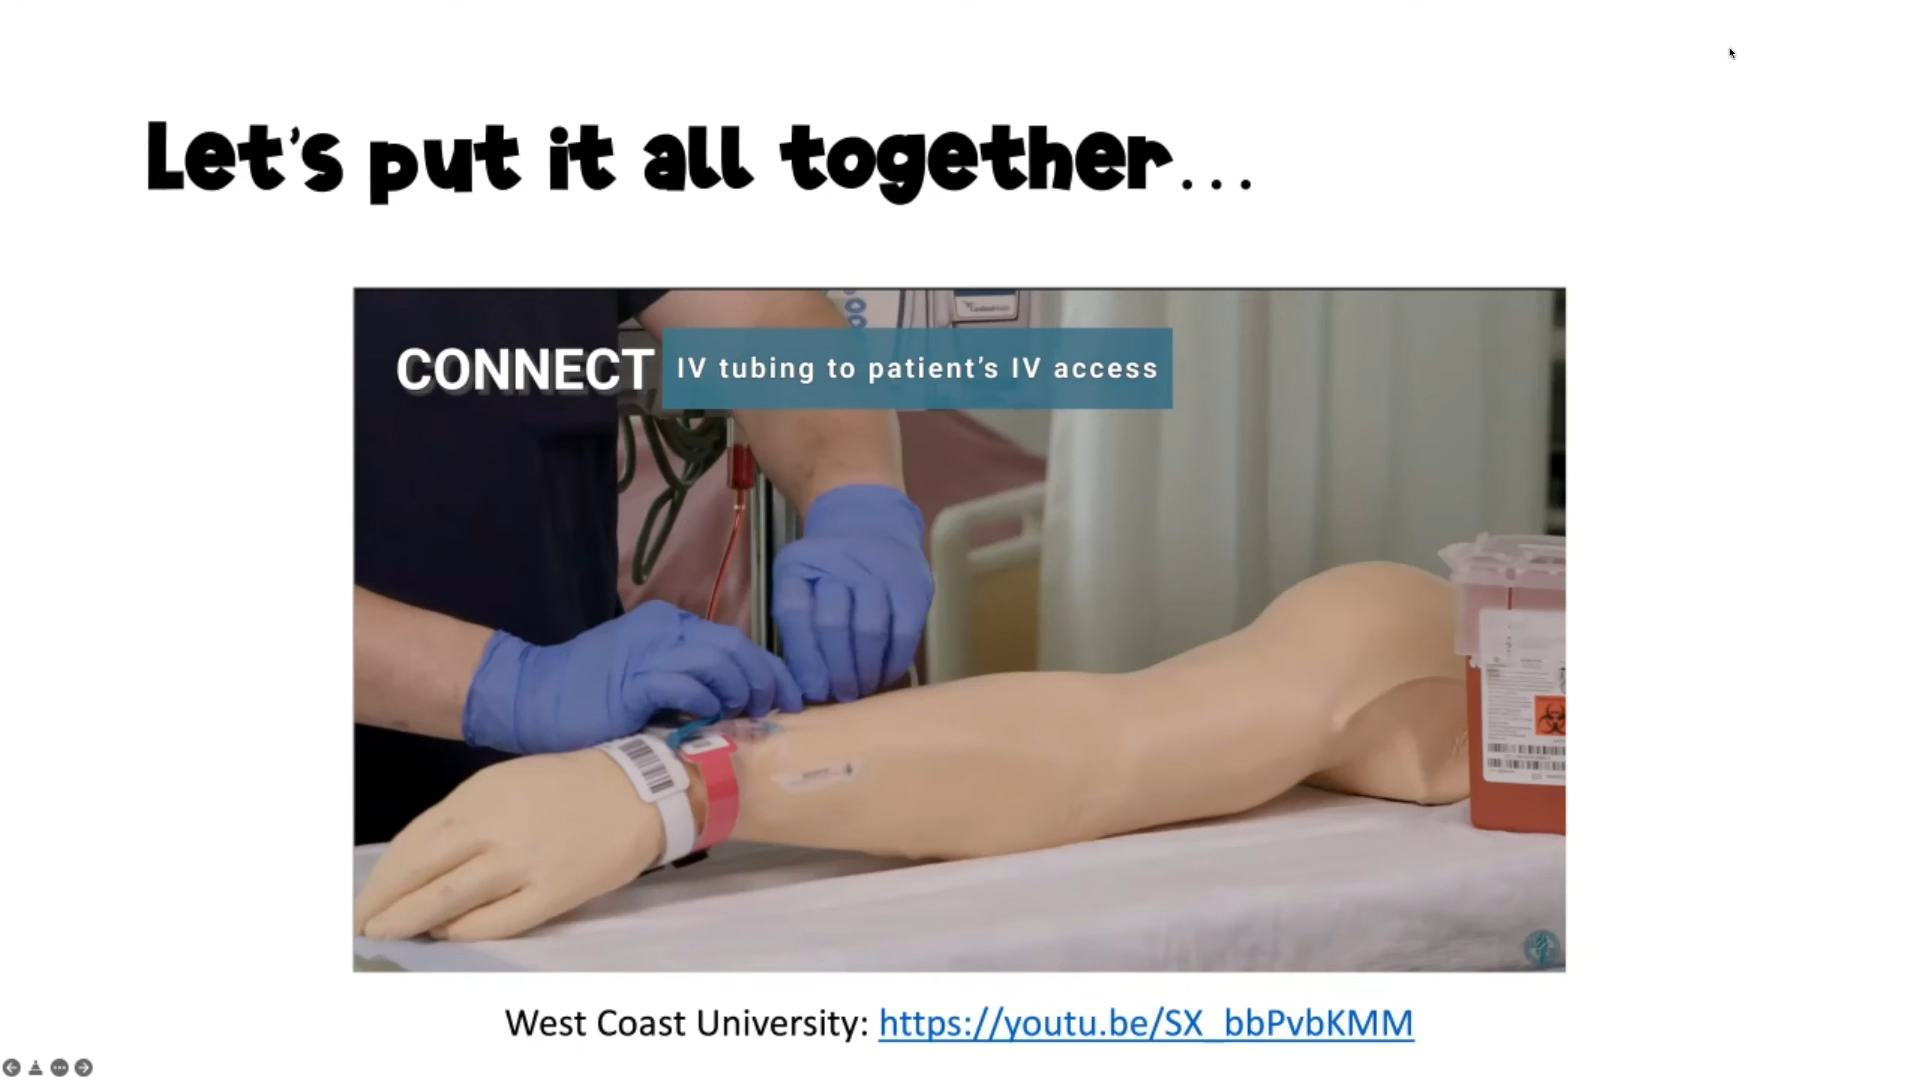 Let's put it all together...
CONNECT IV tubing to patient's IV access
West Coast University: https://youtu.be/SX_bbPvbKMM